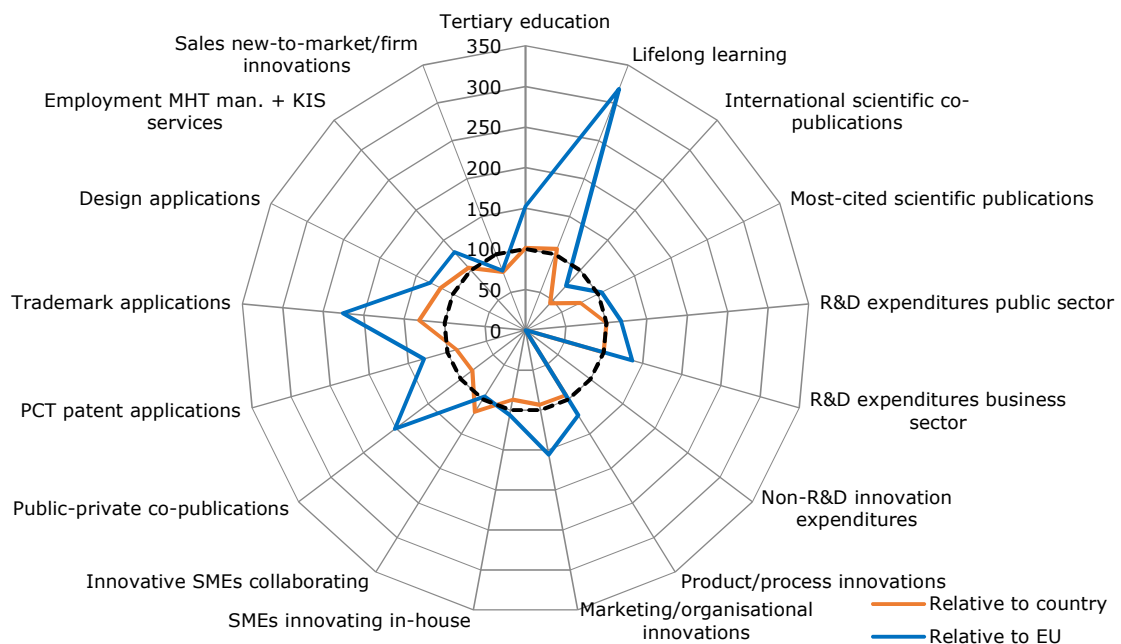 Tertiary education
Sales new-to-market/firm
innovations
Lifelong learning
Employment MHT man. + KIS
services
International scientific co-
publications
Design applications
Most-cited scientific publications
Trademark applications
R&D expenditures public sector
PCT patent applications
R&D expenditures business
sector
Public-private co-publications
Non-R&D innovation
expenditures
Innovative SMEs collaborating
Product/process innovations
SMEs innovating in-house
Marketing/organisational
innovations
350
300
250
200
150
100
50
0
Relative to country
Relative to EU